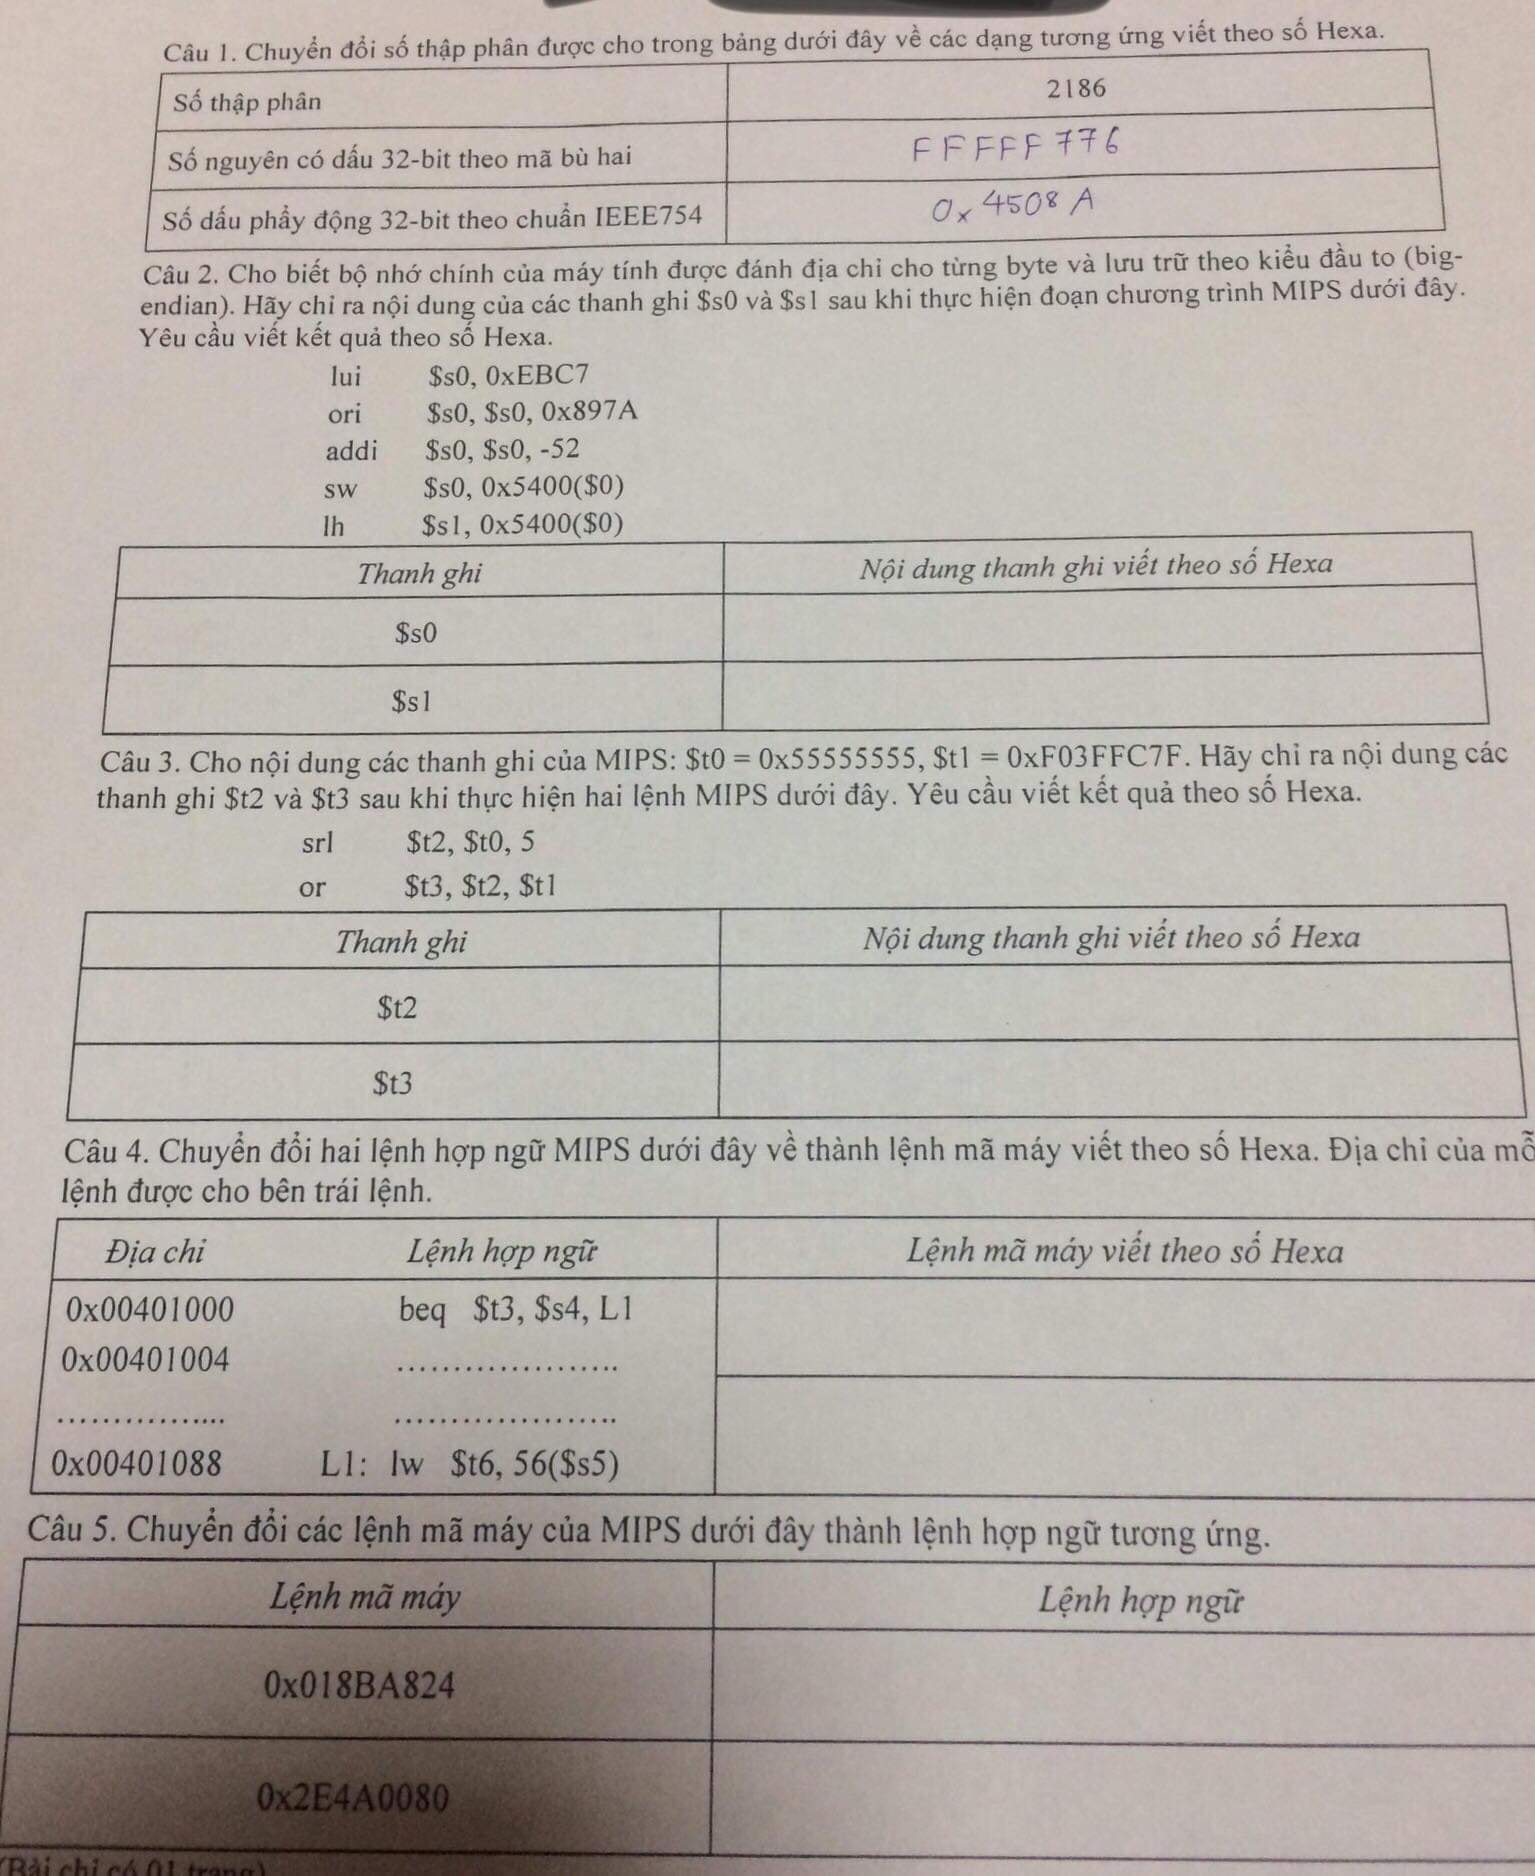 Câu 1. Chuyển đổi số thập phân được cho trong bảng dưới đây về các dạng tương ứng viết theo số Hexa.
Số thập phân 2186
Số nguyên có dấu 32-bit theo mã bù hai FFFFF776
Số dấu phẩy động 32-bit theo chuẩn IEEE754 0x4508A
Câu 2. Cho biết bộ nhớ chính của máy tính được đánh địa chỉ cho từng byte và lưu trữ theo kiểu đầu to (big-
endian). Hãy chỉ ra nội dung của các thanh ghi $s0 và $s1 sau khi thực hiện đoạn chương trình MIPS dưới đây.
Yêu cầu viết kết quả theo số Hexa.
lui $s0, 0xEBC7
ori $s0, $s0, 0x897A
addi $s0, $s0, -52
sw $s0, 0x5400($0)
lh $s1, 0x5400($0)
Thanh ghi Nội dung thanh ghi viết theo số Hexa
$s0
$s1
Câu 3. Cho nội dung các thanh ghi của MIPS: $t0 = 0x55555555, $t1 = 0xF03FFC7F. Hãy chỉ ra nội dung các
thanh ghi $t2 và $t3 sau khi thực hiện hai lệnh MIPS dưới đây. Yêu cầu viết kết quả theo số Hexa.
srl $t2, $t0, 5
or $t3, $t2, $t1
Thanh ghi Nội dung thanh ghi viết theo số Hexa
$t2
$t3
Câu 4. Chuyển đổi hai lệnh hợp ngữ MIPS dưới đây về thành lệnh mã máy viết theo số Hexa. Địa chỉ của mỗ
lệnh được cho bên trái lệnh.
Địa chỉ Lệnh hợp ngữ Lệnh mã máy viết theo số Hexa
0x00401000 beq $t3, $s4, L1
0x00401004 ....................
............... ....................
0x00401088 L1: lw $t6, 56($s5)
Câu 5. Chuyển đổi các lệnh mã máy của MIPS dưới đây thành lệnh hợp ngữ tương ứng.
Lệnh mã máy Lệnh hợp ngữ
0x018BA824
0x2E4A0080
(Bài chỉ có 01 trang)